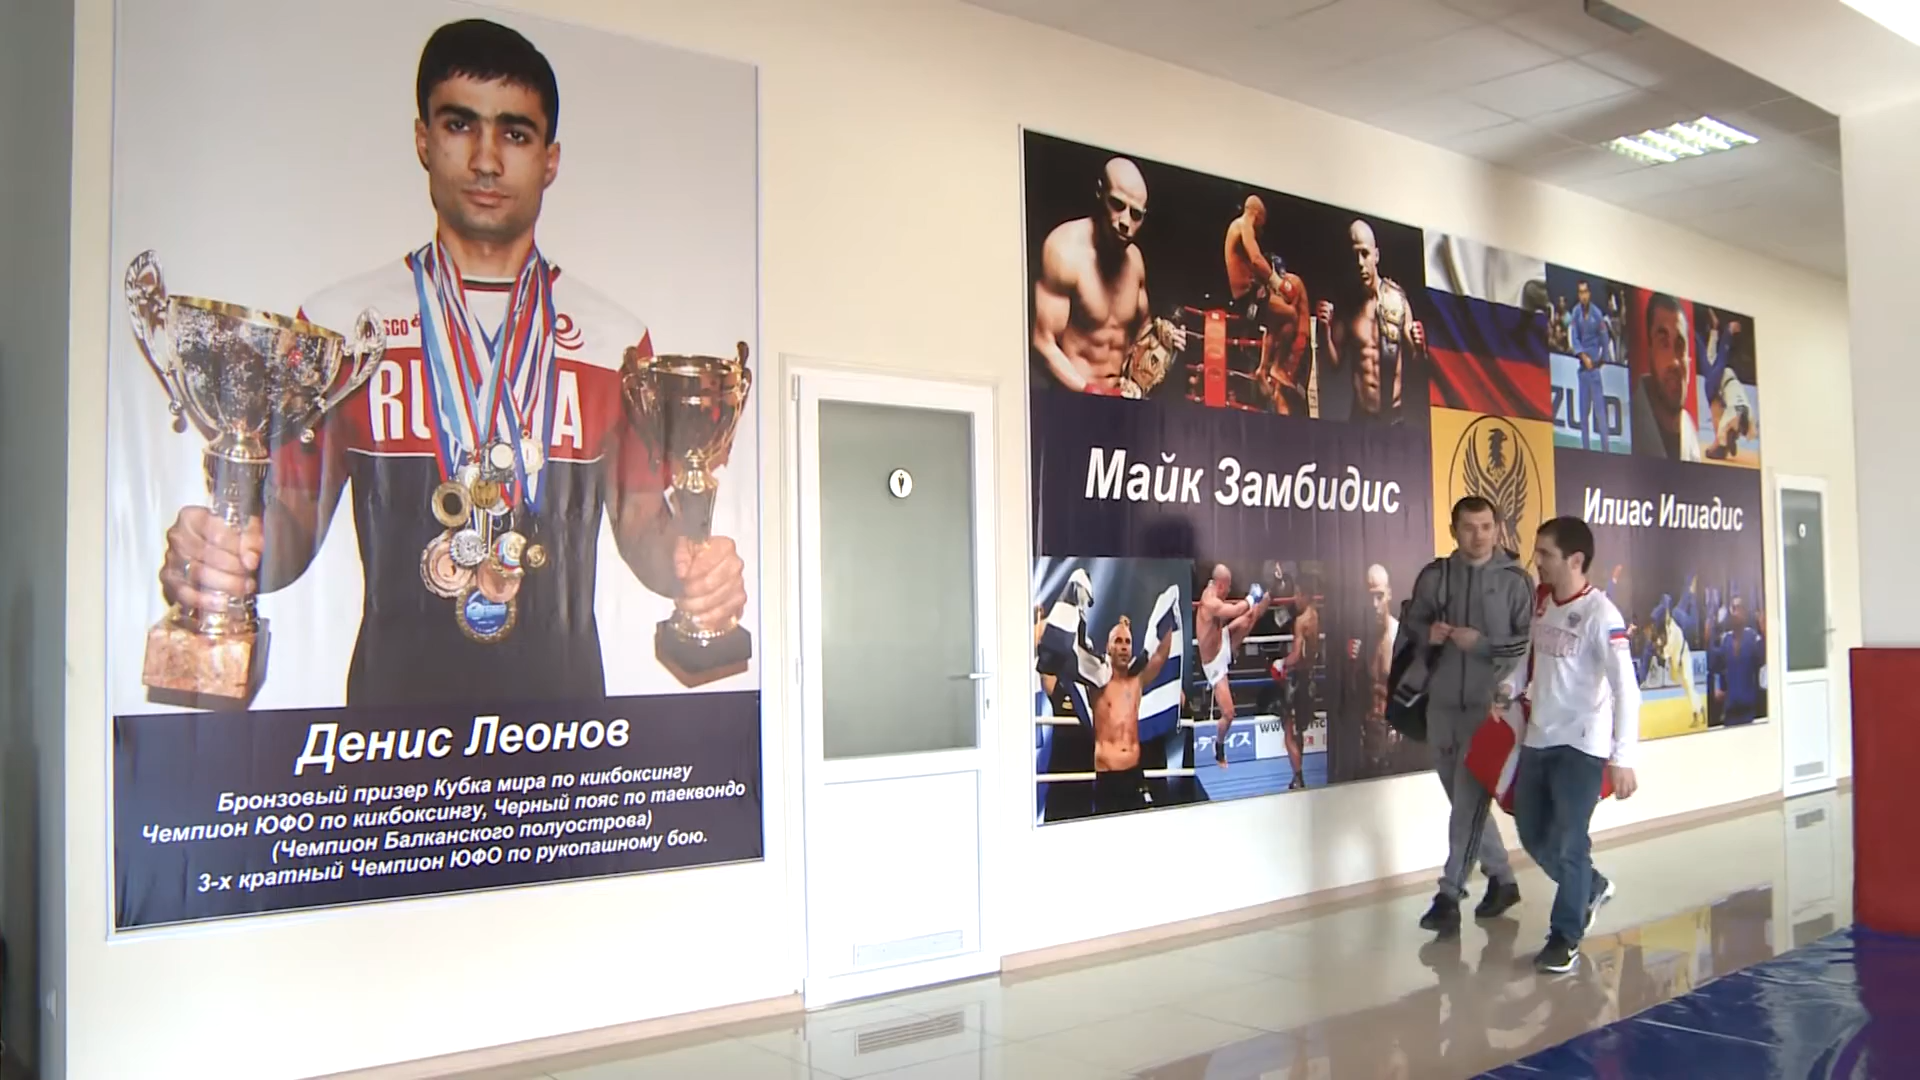 RUSSIA
Денис Леонов
Бронзовый призер Кубка мира по кикбоксингу
Чемпион ЮФО по кикбоксингу, Черный пояс по таеквондо
(Чемпион Балканского полуострова)
3-х кратный Чемпион ЮФО по рукопашному бою.
Майк Замбидис
Илиас Илиадис